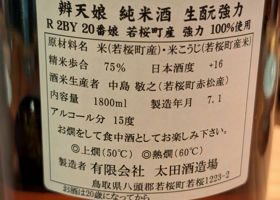 辨天娘 純米酒 生酛強力
R 2BY 20番娘 若桜町産 強力 100%使用
原材料名 米(若桜町産)・米こうじ(若桜町産米)
精米歩合 75% 日本酒度 +16
酒米生産者 中島 敬之(若桜町赤松産)
内容量 1800ml 製造年月 7.1
アルコール分 15度
お燗をして食中酒としてお楽しみ下さい。
◎上燗(50℃) ◎熱燗(60℃)
製造者 有限会社 太田酒造場
鳥取県八頭郡若桜町若桜1223-2
お酒は20歳になってから